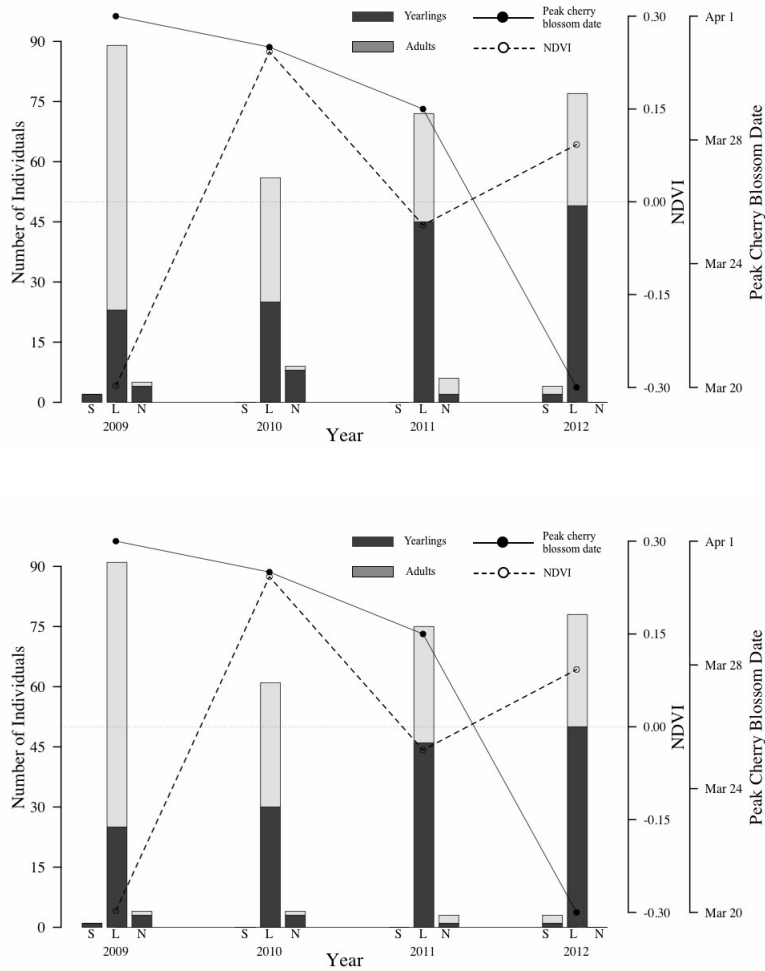 Yearlings
Peak cherry
blossom date
Adults
NDVI
0.30
0.15
0.00
-0.15
-0.30
Apr 1
Mar 28
Mar 24
Mar 20
90
75
60
45
30
15
0
Number of Individuals
NDVI
Peak Cherry Blossom Date
S L N S L N S L N S L N
2009 2010 2011 2012
Year
Yearlings
Peak cherry
blossom date
Adults
NDVI
0.30
0.15
0.00
-0.15
-0.30
Apr 1
Mar 28
Mar 24
Mar 20
90
75
60
45
30
15
0
Number of Individuals
NDVI
Peak Cherry Blossom Date
S L N S L N S L N S L N
2009 2010 2011 2012
Year